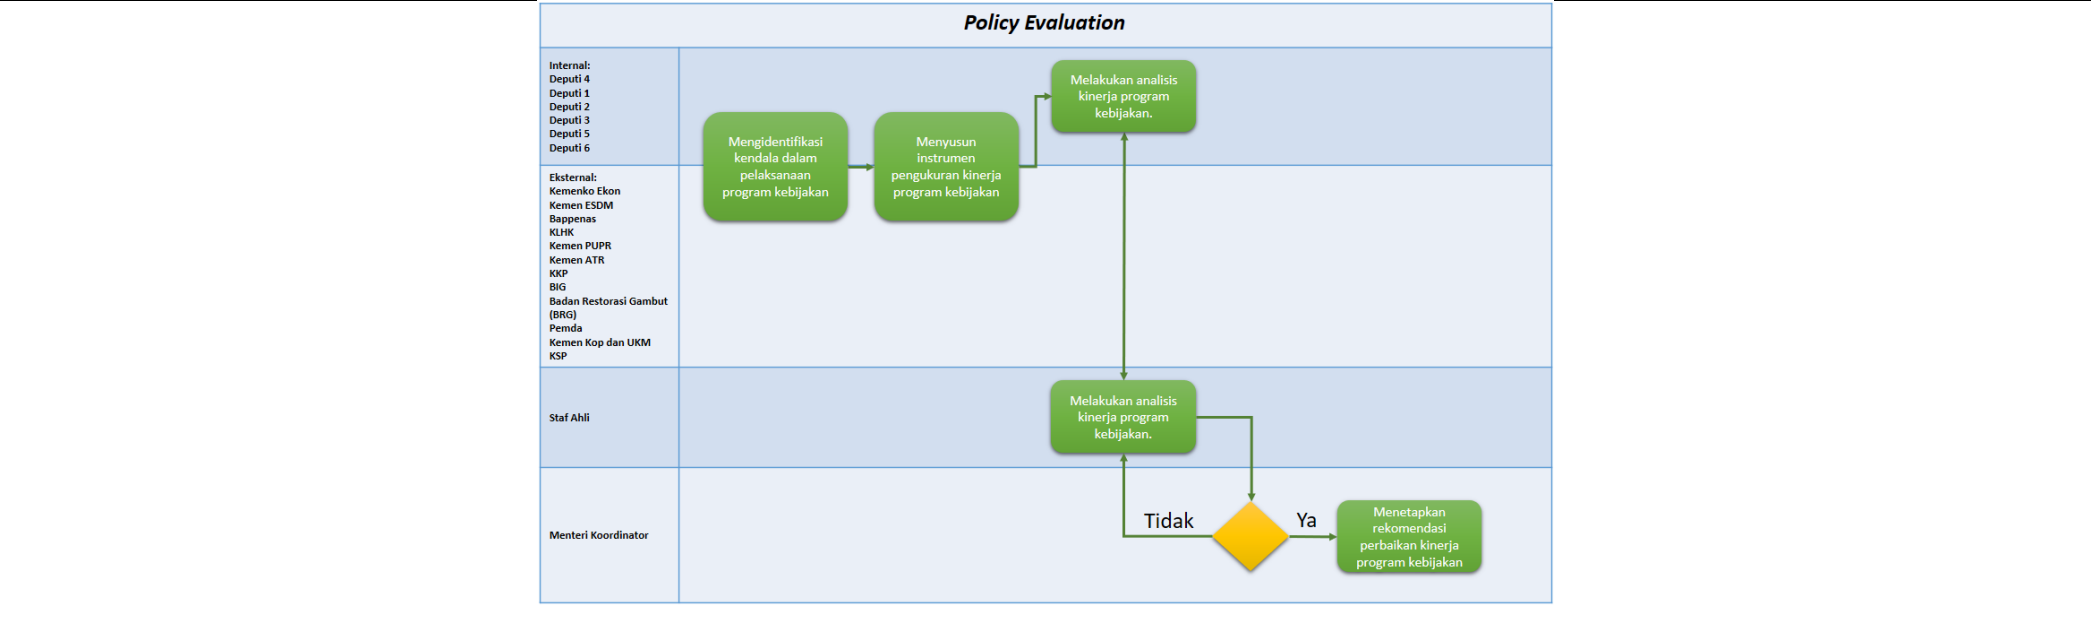 Policy Evaluation
Internal:
Deputi 4
Deputi 1
Deputi 2
Deputi 3
Deputi 5
Deputi 6
Mengidentifikasi
kendala dalam
pelaksanaan
program kebijakan
Menyusun
instrumen
pengukuran kinerja
program kebijakan
Melakukan analisis
kinerja program
kebijakan.
Eksternal:
Kemenko Ekon
Kemen ESDM
Bappenas
KLHK
Kemen PUPR
Kemen ATR
KKP
BIG
Badan Restorasi Gambut
(BRG)
Pemda
Kemen Kop dan UKM
KSP
Staf Ahli
Melakukan analisis
kinerja program
kebijakan.
Menteri Koordinator
Tidak
Ya
Menetapkan
rekomendasi
perbaikan kinerja
program kebijakan